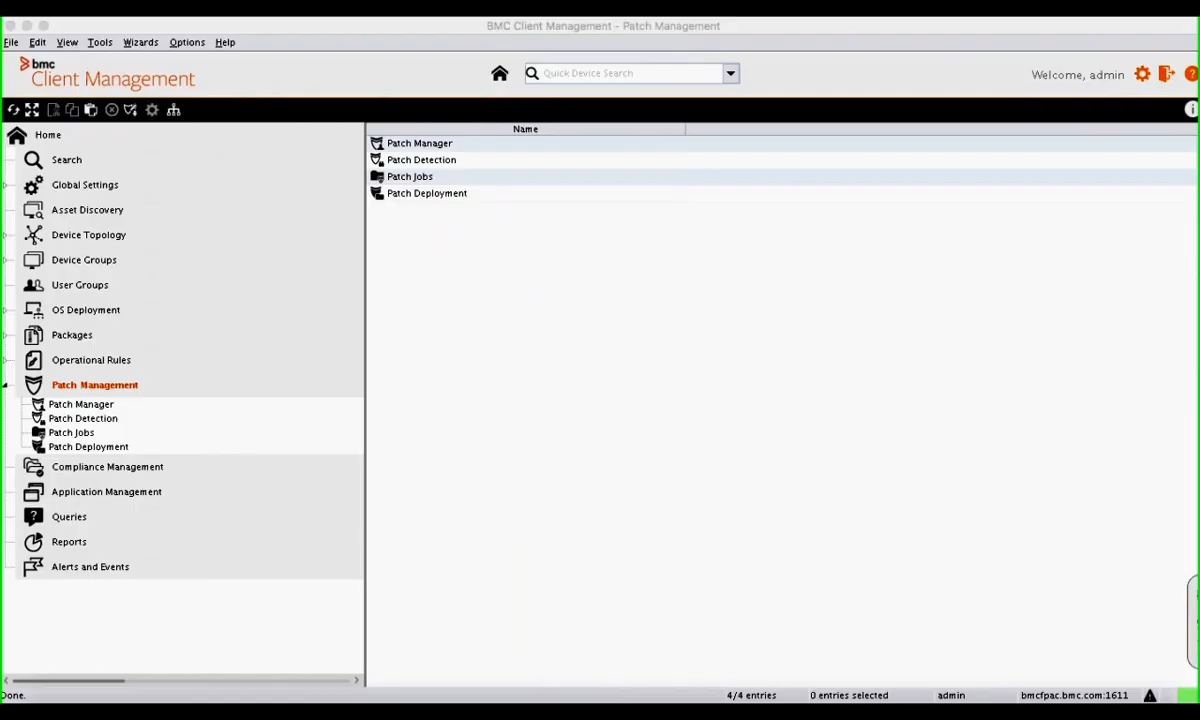 BMC Client Management - Patch Management
File Edit View Tools Wizards Options Help
bmc
Client Management
Quick Device Search
Welcome, admin
Home
Search
Global Settings
Asset Discovery
Device Topology
Device Groups
User Groups
OS Deployment
Packages
Operational Rules
Patch Management
Patch Manager
Patch Detection
Patch Jobs
Patch Deployment
Compliance Management
Application Management
Queries
Reports
Alerts and Events
Name
Patch Manager
Patch Detection
Patch Jobs
Patch Deployment
Done. 4/4 entries 0 entries selected admin bmcfpac.bmc.com:1611